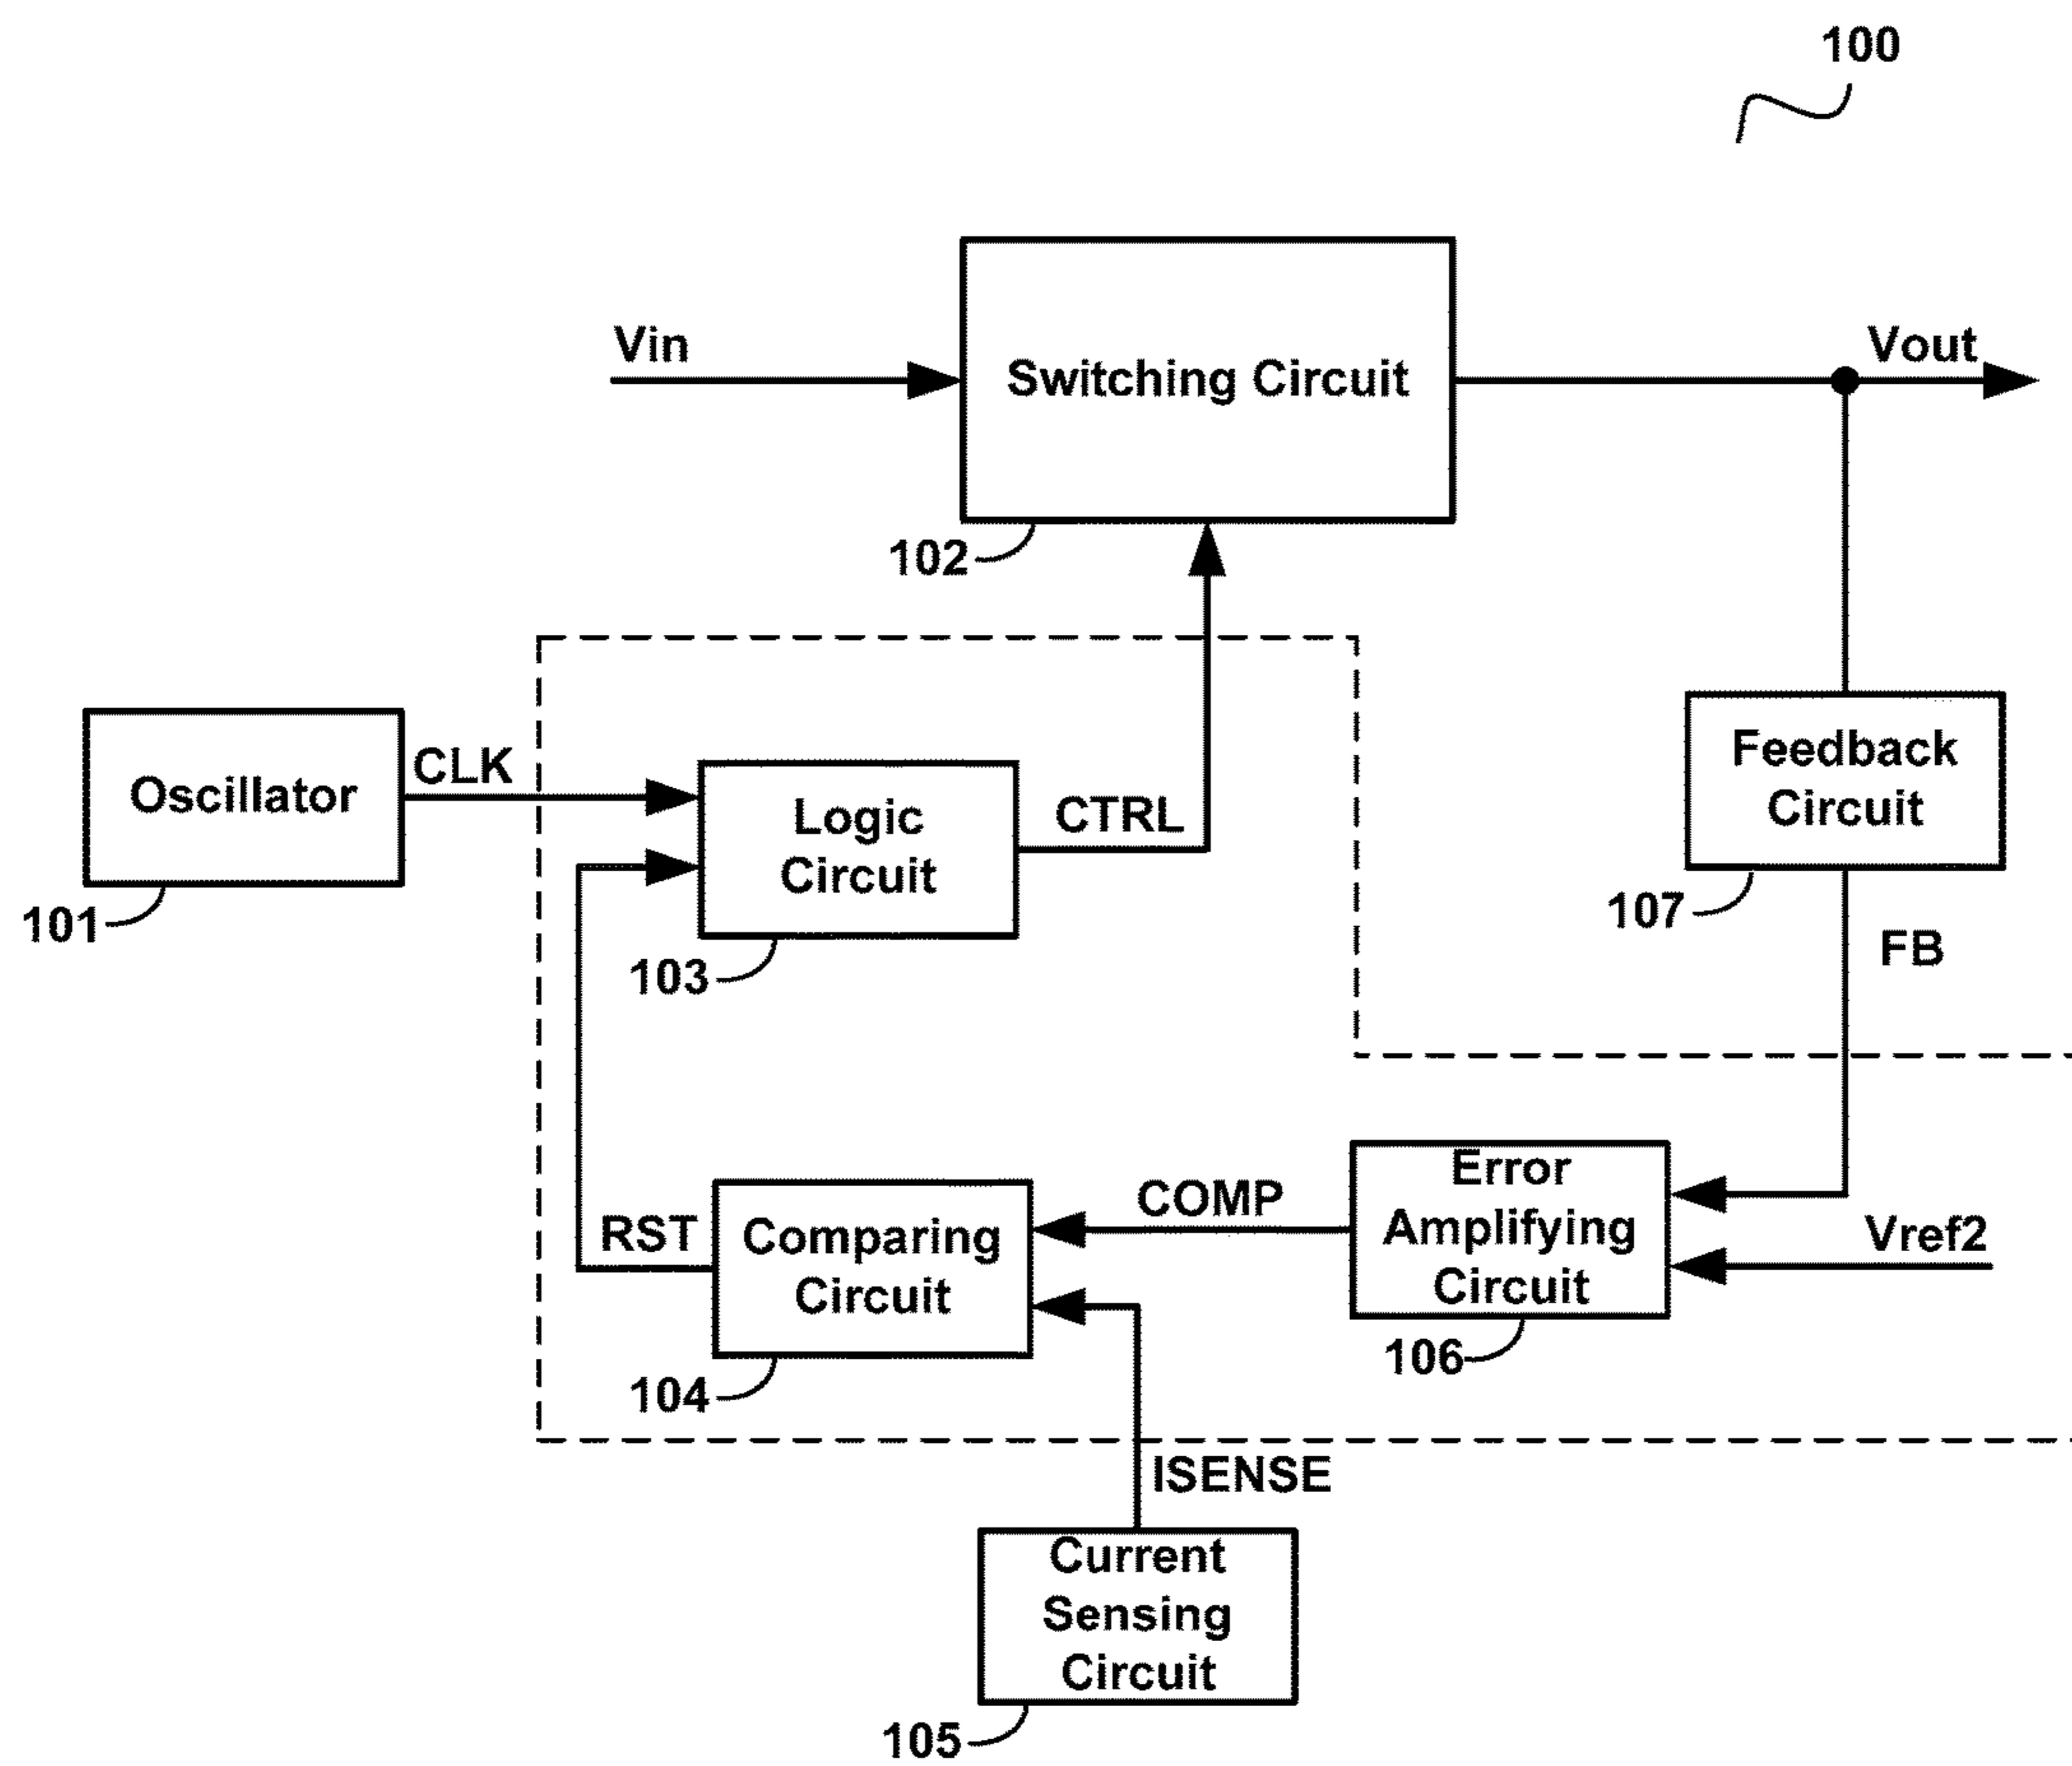 100
Vin
Switching Circuit
Vout
102
Oscillator
CLK
101
Logic
Circuit
CTRL
103
Feedback
Circuit
107
FB
RST
Comparing
Circuit
104
COMP
Error
Amplifying
Circuit
Vref2
106
ISENSE
Current
Sensing
Circuit
105